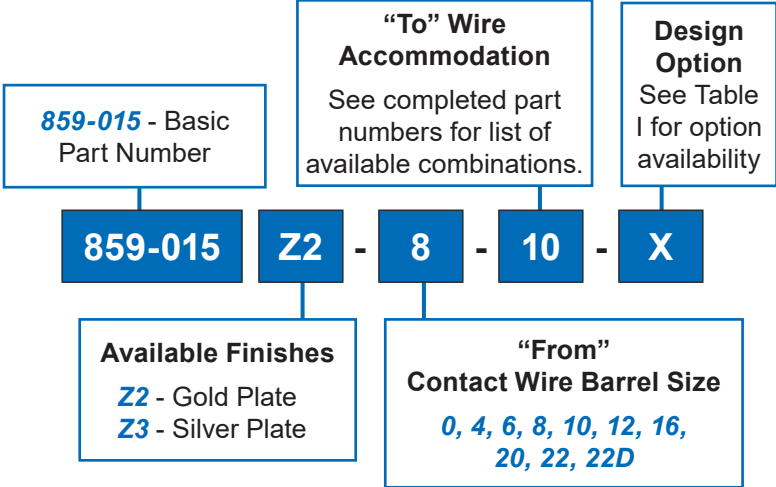 “To” Wire
Accommodation
See completed part
numbers for list of
available combinations.
Design
Option
See Table
I for option
availability
859-015 - Basic
Part Number
859-015 Z2 - 8 - 10 - X
Available Finishes
Z2 - Gold Plate
Z3 - Silver Plate
“From”
Contact Wire Barrel Size
0, 4, 6, 8, 10, 12, 16,
20, 22, 22D